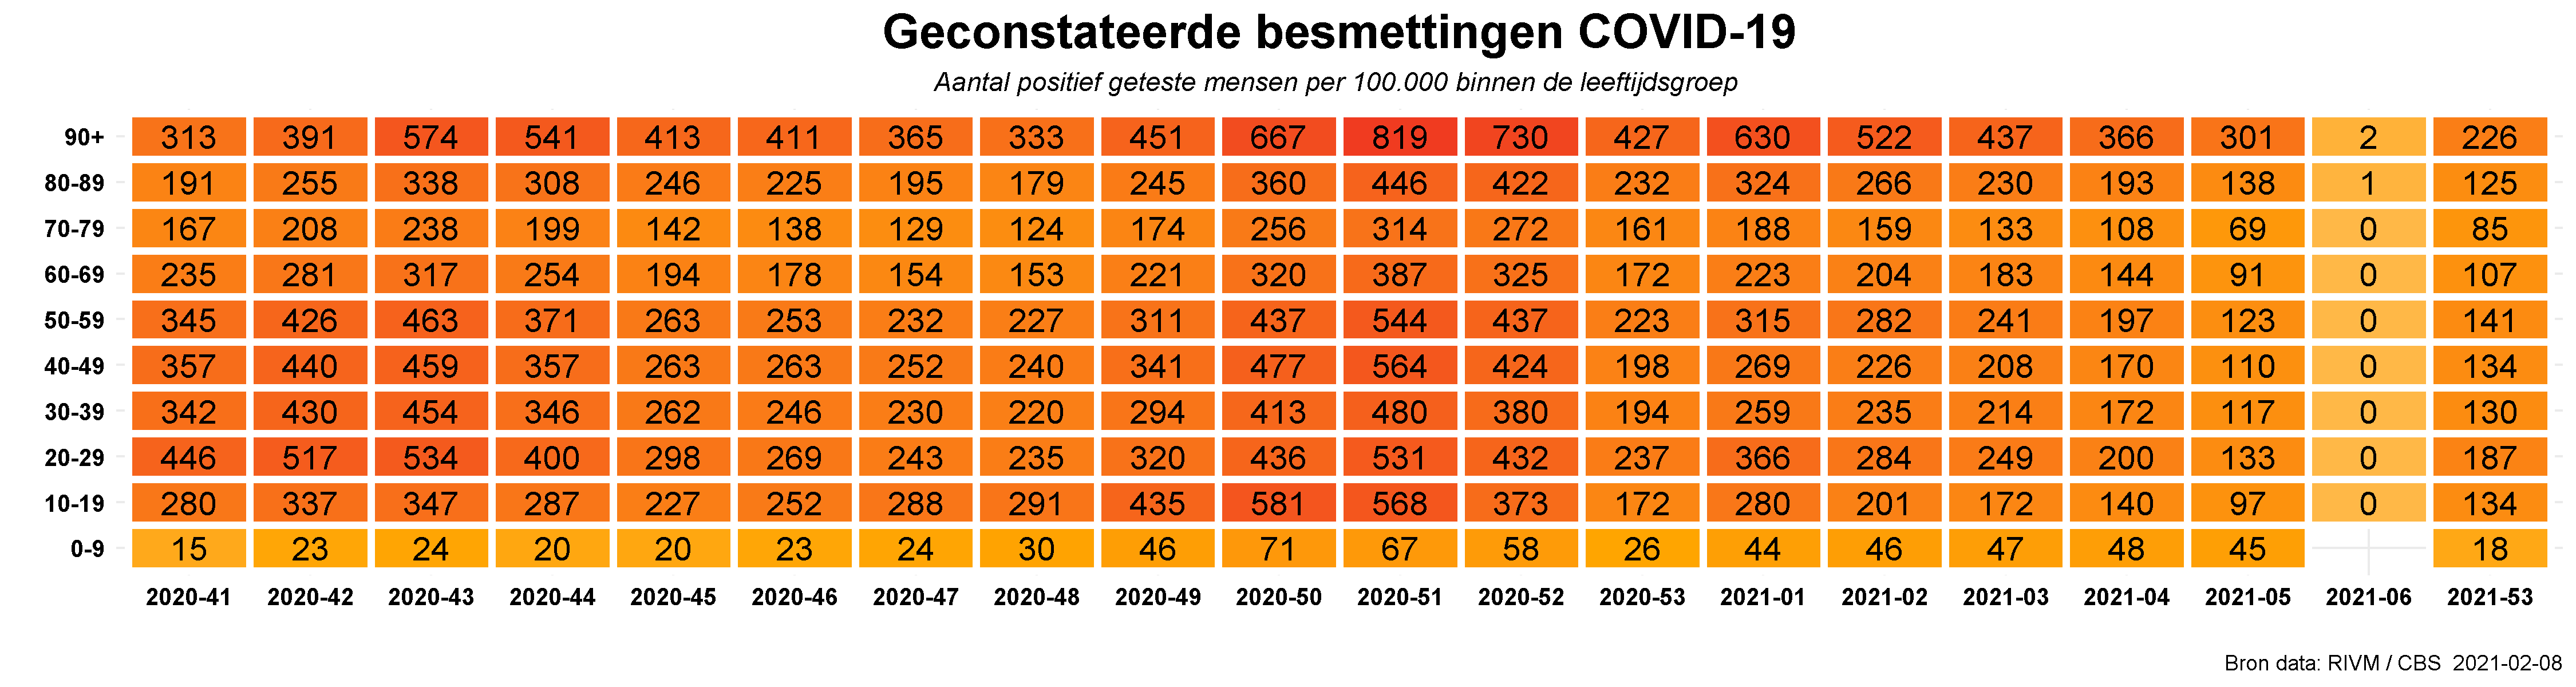 Geconstateerde besmettingen COVID-19
Aantal positief geteste mensen per 100.000 binnen de leeftijdsgroep
90+ 313 391 574 541 413 411 365 333 451 667 819 730 427 630 522 437 366 301 2 226
80-89 191 255 338 308 246 225 195 179 245 360 446 422 232 324 266 230 193 138 1 125
70-79 167 208 238 199 142 138 129 124 174 256 314 272 161 188 159 133 108 69 0 85
60-69 235 281 317 254 194 178 154 153 221 320 387 325 172 223 204 183 144 91 0 107
50-59 345 426 463 371 263 253 232 227 311 437 544 437 223 315 282 241 197 123 0 141
40-49 357 440 459 357 263 263 252 240 341 477 564 424 198 269 226 208 170 110 0 134
30-39 342 430 454 346 262 246 230 220 294 413 480 380 194 259 235 214 172 117 0 130
20-29 446 517 534 400 298 269 243 235 320 436 531 432 237 366 284 249 200 133 0 187
10-19 280 337 347 287 227 252 288 291 435 581 568 373 172 280 201 172 140 97 0 134
0-9 15 23 24 20 20 23 24 30 46 71 67 58 26 44 46 47 48 45 18
2020-41 2020-42 2020-43 2020-44 2020-45 2020-46 2020-47 2020-48 2020-49 2020-50 2020-51 2020-52 2020-53 2021-01 2021-02 2021-03 2021-04 2021-05 2021-06 2021-53
Bron data: RIVM / CBS  2021-02-08